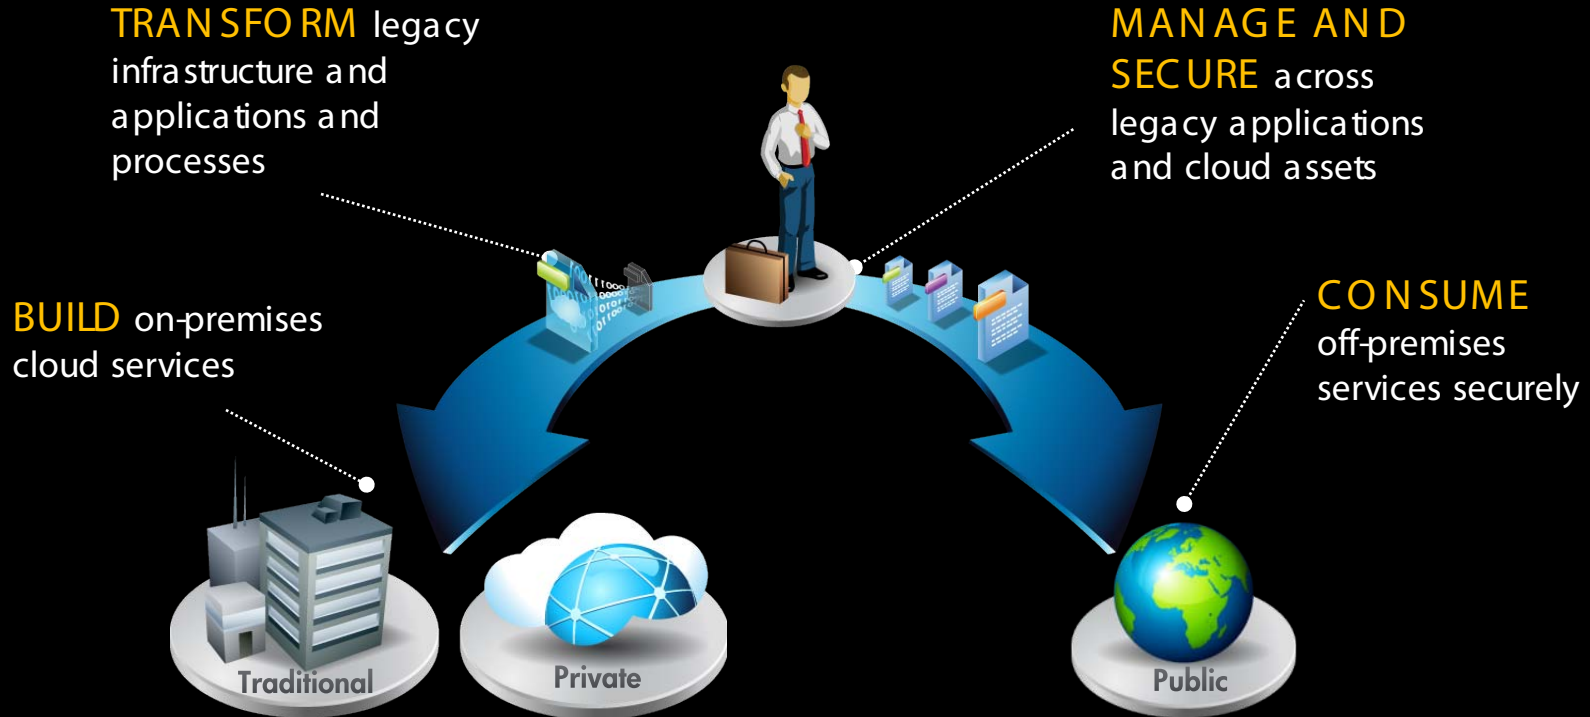 TRANSFORM legacy
infrastructure and
applications and
processes
MANAGE AND
SECURE across
legacy applications
and cloud assets
BUILD on-premises
cloud services
CONSUME
off-premises
services securely
Traditional
Private
Public